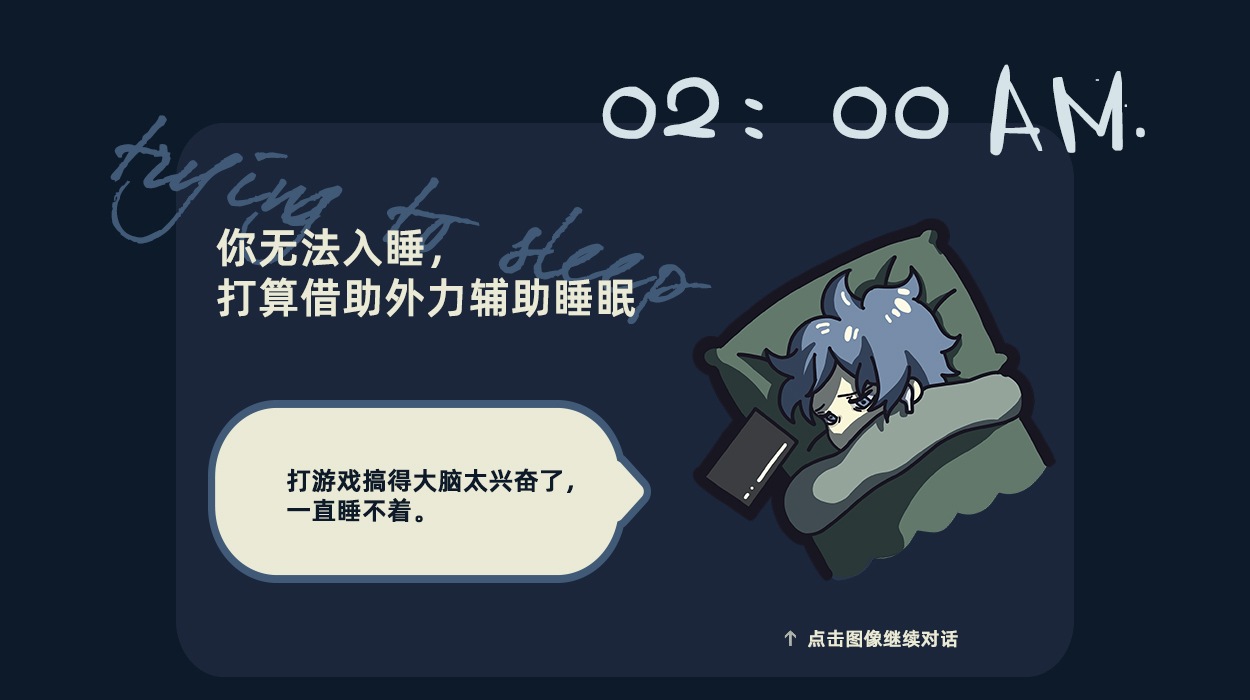 02：00 AM.
trying to sleep
你无法入睡，
打算借助外力辅助睡眠
打游戏搞得大脑太兴奋了，
一直睡不着。
↑ 点击图像继续对话